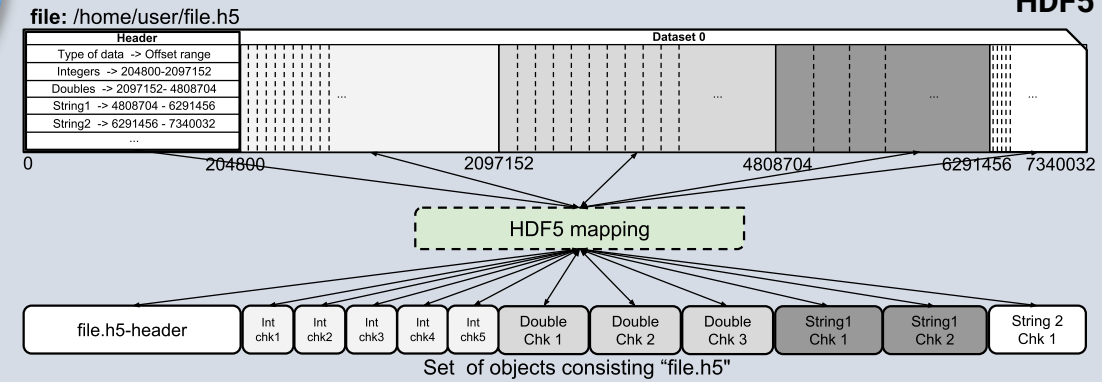 HDF5
file: /home/user/file.h5
Header
Dataset 0
Type of data -> Offset range
Integers -> 204800-2097152
Doubles -> 2097152- 4808704
String1 -> 4808704 - 6291456
String2 -> 6291456 - 7340032
...
... ... ... ...
0 204800 2097152 4808704 6291456 7340032
HDF5 mapping
file.h5-header
Int
chk1
Int
chk2
Int
chk3
Int
chk4
Int
chk5
Double
Chk 1
Double
Chk 2
Double
Chk 3
String1
Chk 1
String1
Chk 2
String 2
Chk 1
Set of objects consisting “file.h5"